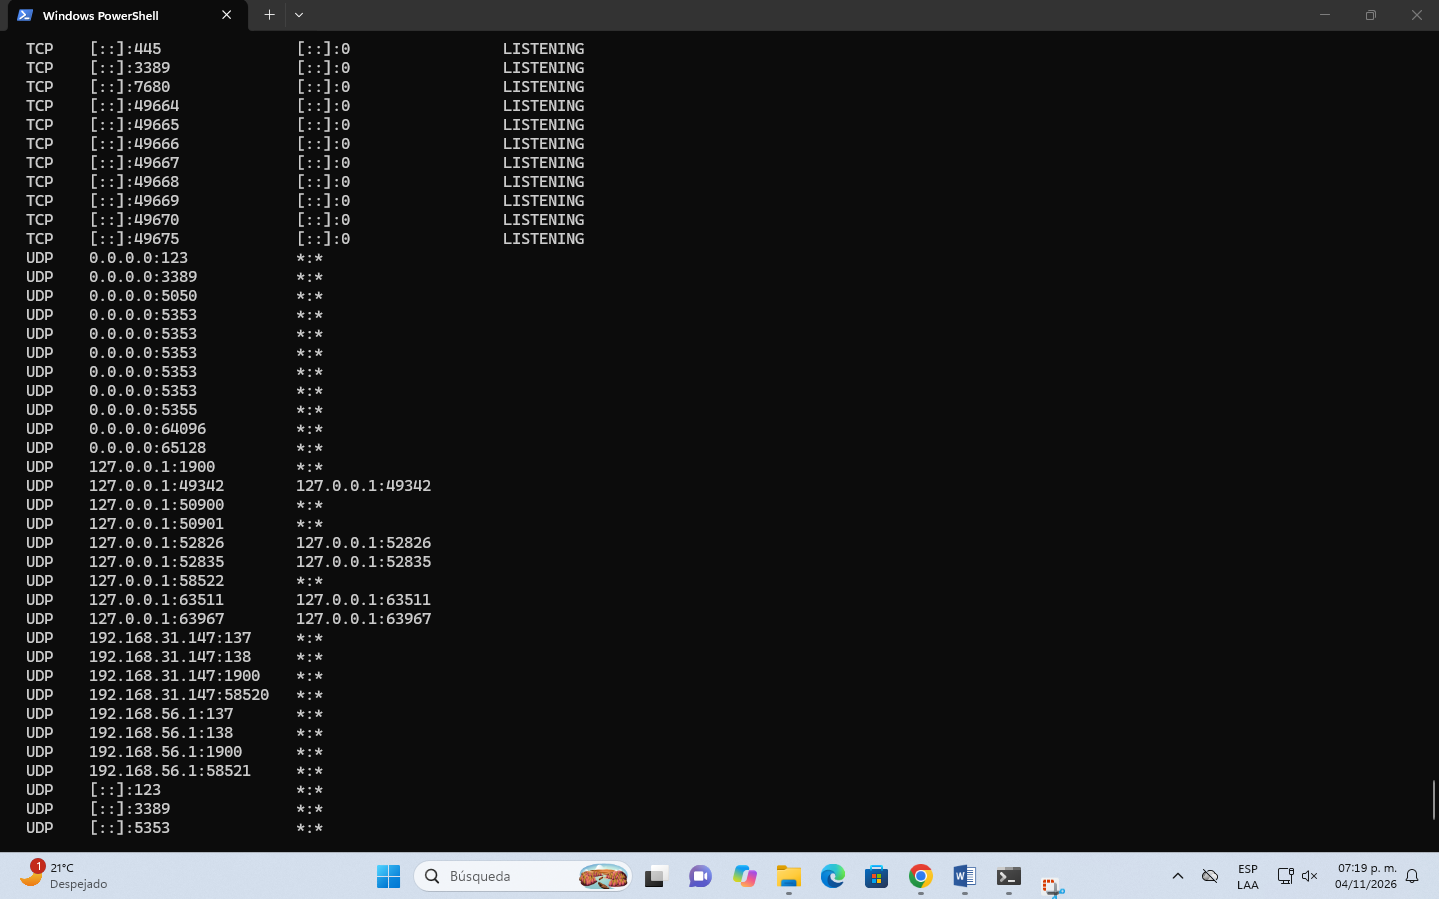 Windows PowerShell
TCP [::]:445 [::]:0 LISTENING
TCP [::]:3389 [::]:0 LISTENING
TCP [::]:7680 [::]:0 LISTENING
TCP [::]:49664 [::]:0 LISTENING
TCP [::]:49665 [::]:0 LISTENING
TCP [::]:49666 [::]:0 LISTENING
TCP [::]:49667 [::]:0 LISTENING
TCP [::]:49668 [::]:0 LISTENING
TCP [::]:49669 [::]:0 LISTENING
TCP [::]:49670 [::]:0 LISTENING
TCP [::]:49675 [::]:0 LISTENING
UDP 0.0.0.0:123 *:*
UDP 0.0.0.0:3389 *:*
UDP 0.0.0.0:5050 *:*
UDP 0.0.0.0:5353 *:*
UDP 0.0.0.0:5353 *:*
UDP 0.0.0.0:5353 *:*
UDP 0.0.0.0:5353 *:*
UDP 0.0.0.0:5353 *:*
UDP 0.0.0.0:5355 *:*
UDP 0.0.0.0:64096 *:*
UDP 0.0.0.0:65128 *:*
UDP 127.0.0.1:1900 *:*
UDP 127.0.0.1:49342 127.0.0.1:49342
UDP 127.0.0.1:50900 *:*
UDP 127.0.0.1:50901 *:*
UDP 127.0.0.1:52826 127.0.0.1:52826
UDP 127.0.0.1:52835 127.0.0.1:52835
UDP 127.0.0.1:58522 *:*
UDP 127.0.0.1:63511 127.0.0.1:63511
UDP 127.0.0.1:63967 127.0.0.1:63967
UDP 192.168.31.147:137 *:*
UDP 192.168.31.147:138 *:*
UDP 192.168.31.147:1900 *:*
UDP 192.168.31.147:58520 *:*
UDP 192.168.56.1:137 *:*
UDP 192.168.56.1:138 *:*
UDP 192.168.56.1:1900 *:*
UDP 192.168.56.1:58521 *:*
UDP [::]:123 *:*
UDP [::]:3389 *:*
UDP [::]:5353 *:*
1
21°C
Despejado
Búsqueda
ESP
LAA
07:19 p. m.
04/11/2026